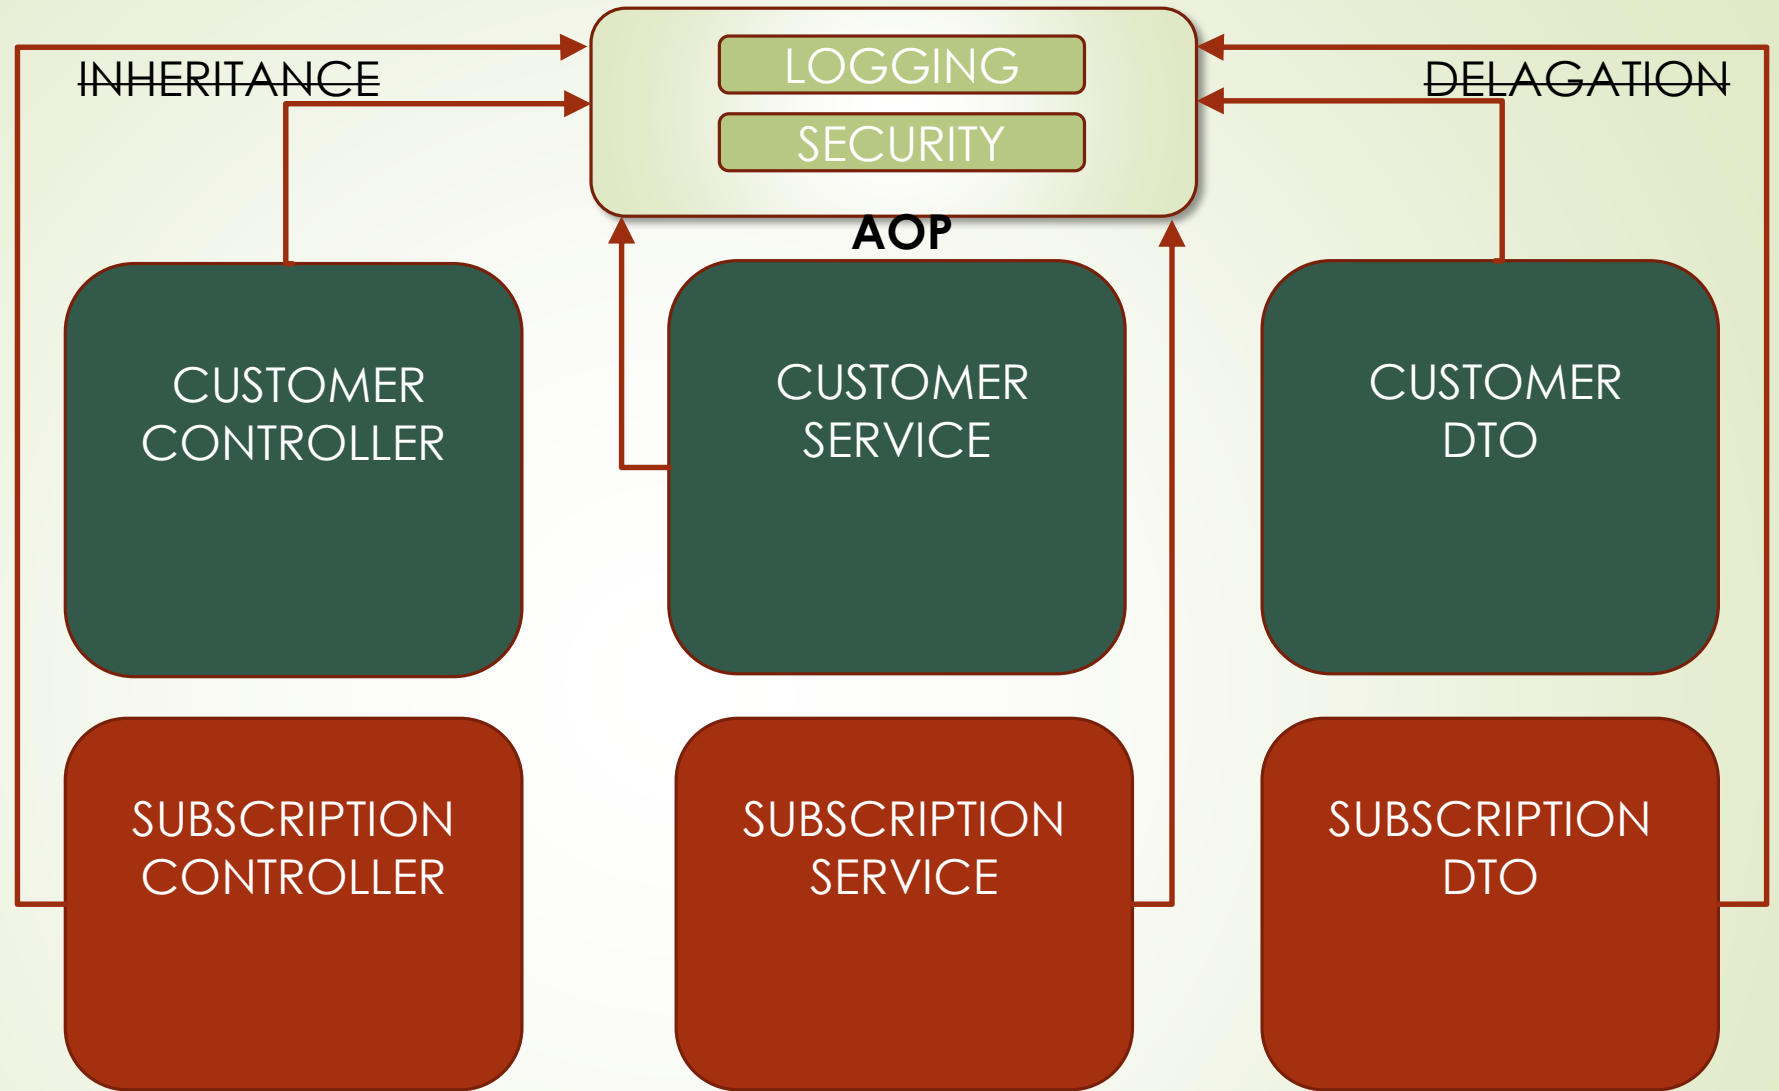 LOGGING
INHERITANCE
DELAGATION
SECURITY
AOP
CUSTOMER
CONTROLLER
CUSTOMER
SERVICE
CUSTOMER
DTO
SUBSCRIPTION
CONTROLLER
SUBSCRIPTION
SERVICE
SUBSCRIPTION
DTO